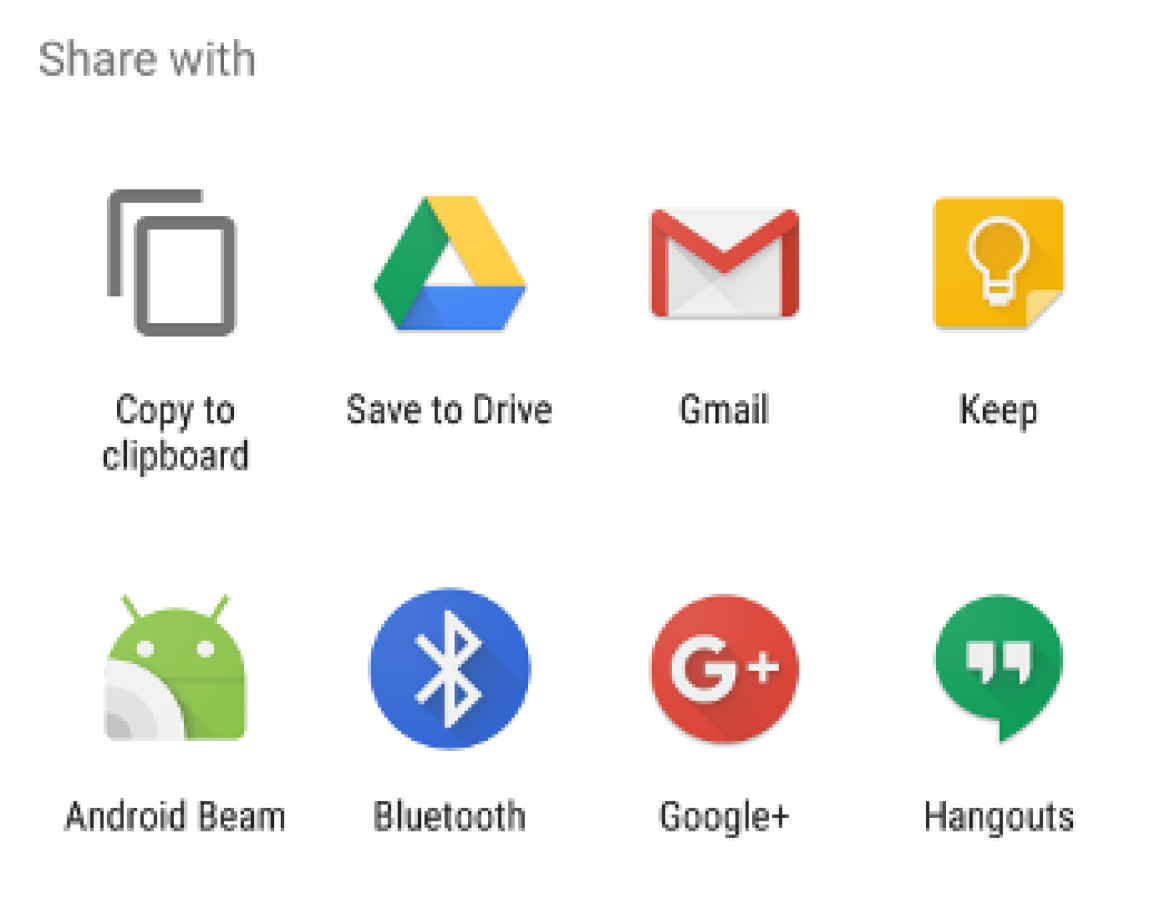 Share with
Copy to
clipboard
Save to Drive
Gmail
Keep
G+
Android Beam
Bluetooth
Google+
Hangouts